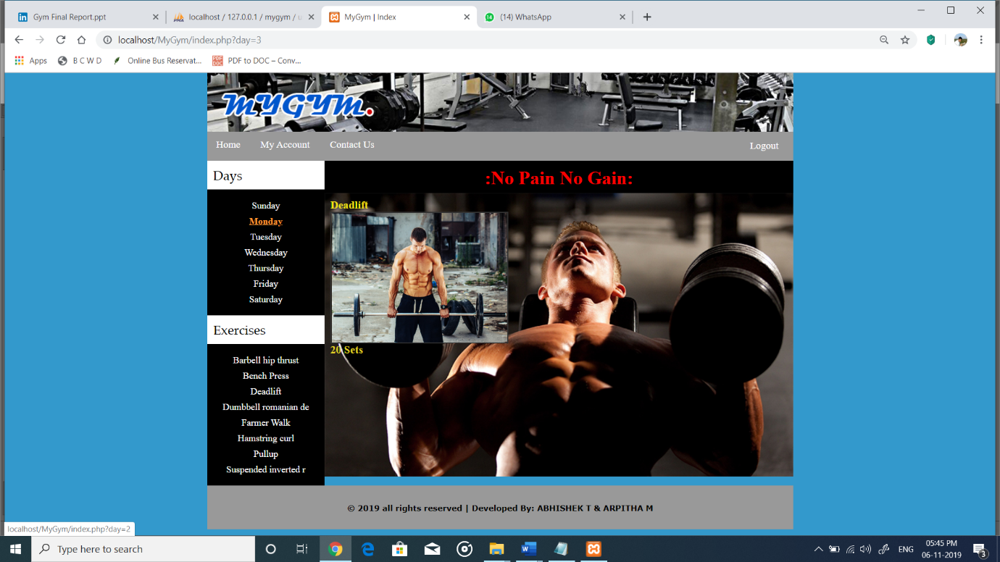 Gym Final Report.ppt
localhost / 127.0.0.1 / mygym / u
MyGym | Index
(14) WhatsApp
localhost/MyGym/index.php?day=3
Apps
B C W D
Online Bus Reservat...
PDF to DOC – Conv...
MYGYM.
Home
My Account
Contact Us
Logout
Days
Sunday
Monday
Tuesday
Wednesday
Thursday
Friday
Saturday
Exercises
Barbell hip thrust
Bench Press
Deadlift
Dumbbell romanian de
Farmer Walk
Hamstring curl
Pullup
Suspended inverted r
:No Pain No Gain:
Deadlift
20 Sets
© 2019 all rights reserved | Developed By: ABHISHEK T & ARPITHA M
localhost/MyGym/index.php?day=2
Type here to search
ENG
05:45 PM
06-11-2019
3